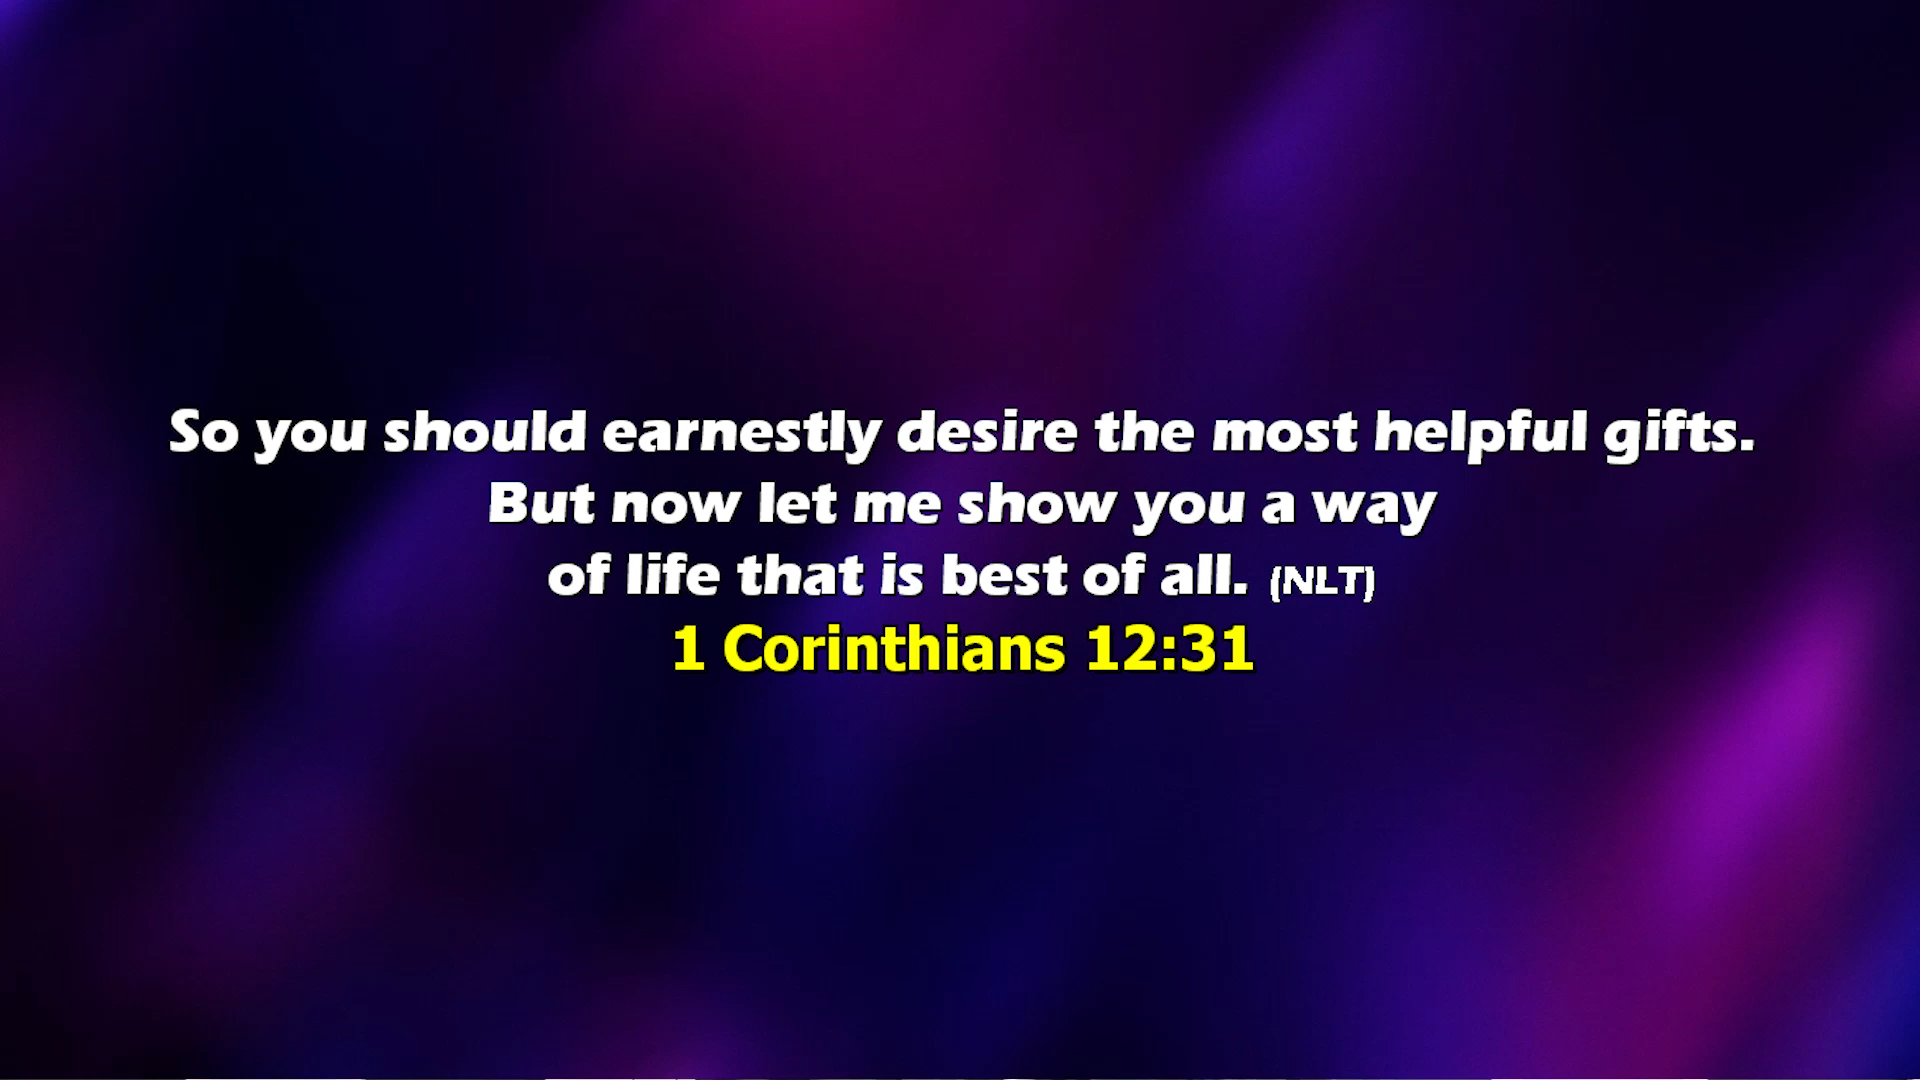 So you should earnestly desire the most helpful gifts.
But now let me show you a way
of life that is best of all. (NLT)
1 Corinthians 12:31